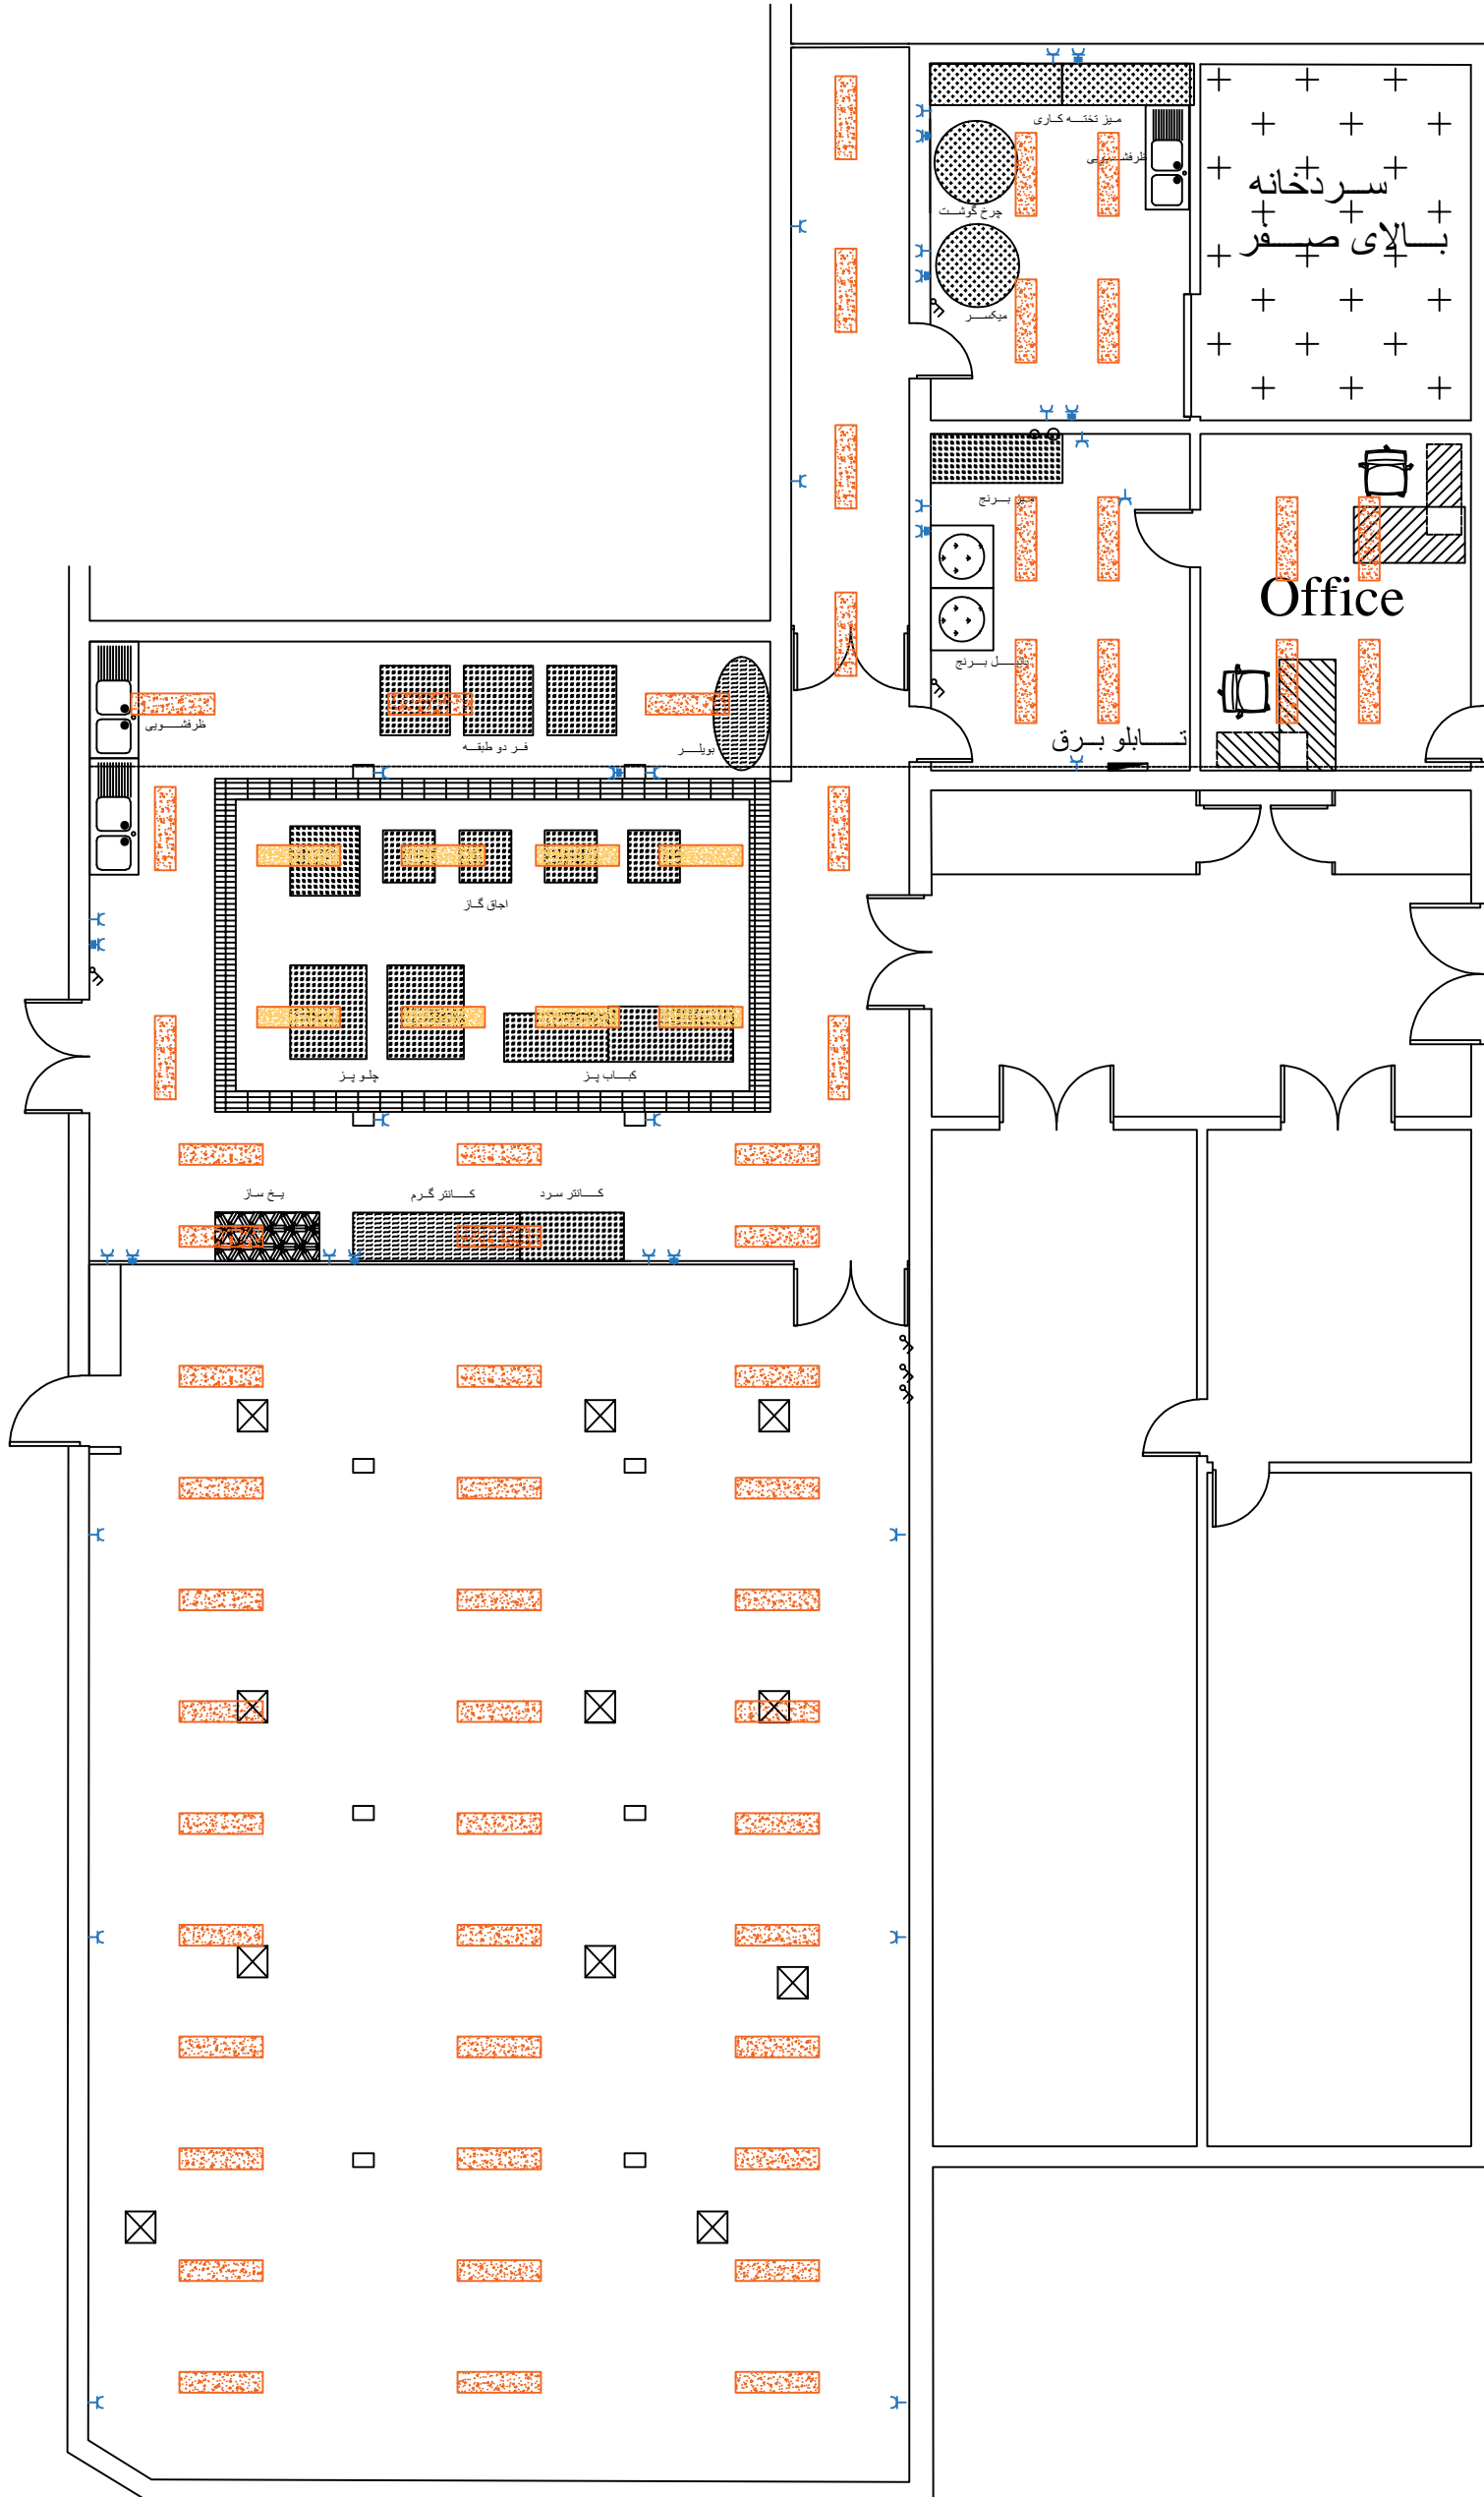 میز تخته کاری
ظرفشویی
سردخانه
بالای صفر
چرخ گوشت
میکسر
میز برنج
Office
پاتیل برنج
تابلو برق
ظرفشویی
فر دو طبقه
بویلر
اجاق گاز
چلو پز
کباب پز
یخ ساز
کانتر گرم
کانتر سرد